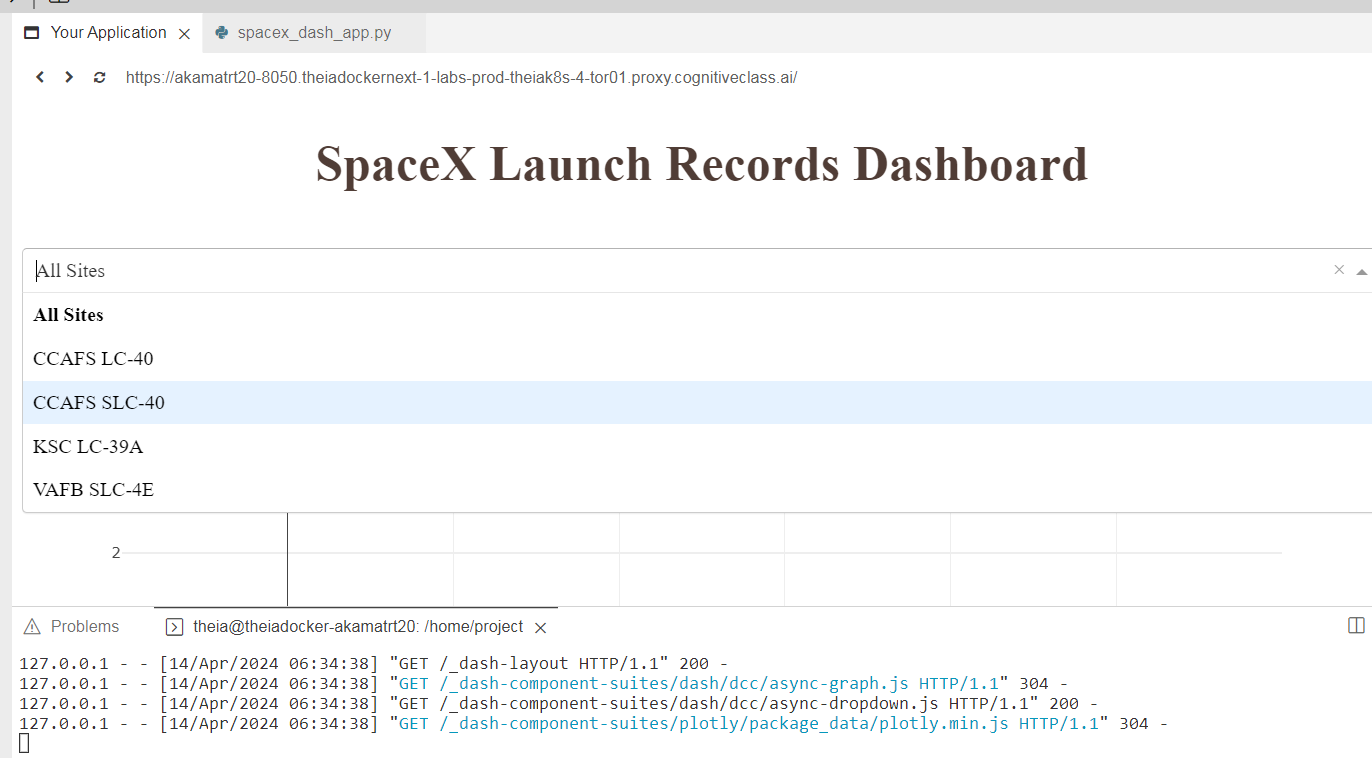 Your Application
spacex_dash_app.py
https://akamatrt20-8050.theiadockernext-1-labs-prod-theiak8s-4-tor01.proxy.cognitiveclass.ai/
SpaceX Launch Records Dashboard
All Sites
All Sites
CCAFS LC-40
CCAFS SLC-40
KSC LC-39A
VAFB SLC-4E
2
Problems
theia@theiadocker-akamatrt20: /home/project
127.0.0.1 - - [14/Apr/2024 06:34:38] "GET /_dash-layout HTTP/1.1" 200 -
127.0.0.1 - - [14/Apr/2024 06:34:38] "GET /_dash-component-suites/dash/dcc/async-graph.js HTTP/1.1" 304 -
127.0.0.1 - - [14/Apr/2024 06:34:38] "GET /_dash-component-suites/dash/dcc/async-dropdown.js HTTP/1.1" 200 -
127.0.0.1 - - [14/Apr/2024 06:34:38] "GET /_dash-component-suites/plotly/package_data/plotly.min.js HTTP/1.1" 304 -